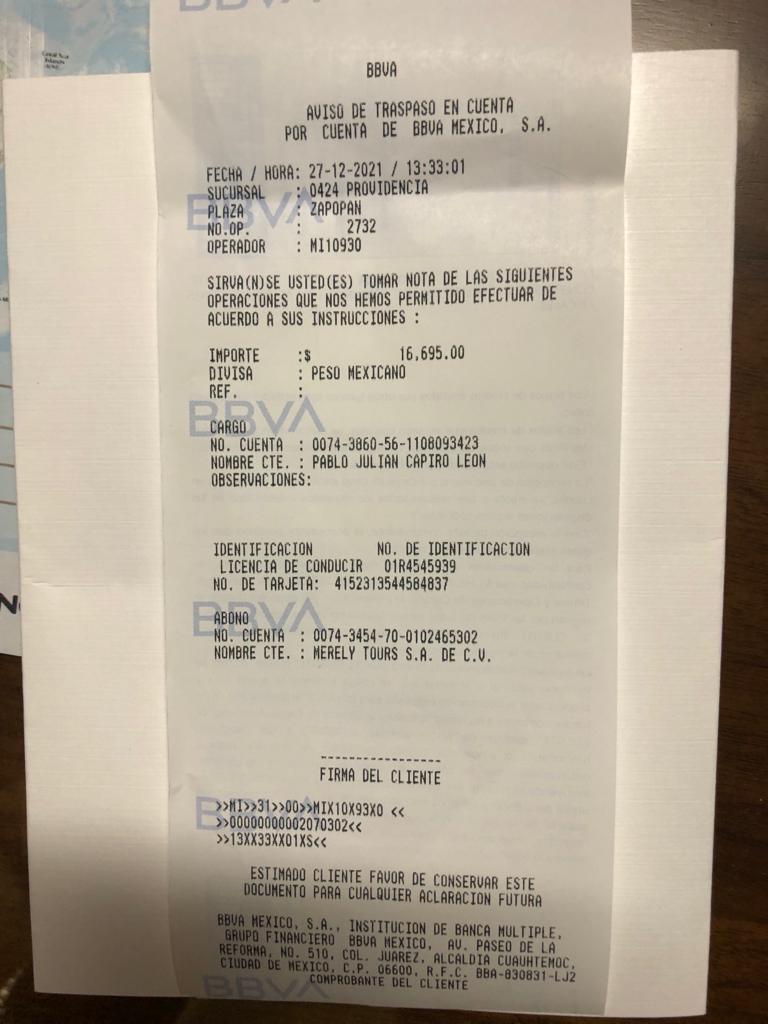 BBVA
BBVA
AVISO DE TRASPASO EN CUENTA
POR CUENTA DE BBVA MEXICO, S.A.
FECHA / HORA: 27-12-2021 / 13:33:01
SUCURSAL : 0424 PROVIDENCIA
PLAZA : ZAPOPAN
NO.OP. : 2732
OPERADOR : MI10930
BBVA
SIRVA(N)SE USTED(ES) TOMAR NOTA DE LAS SIGUIENTES
OPERACIONES QUE NOS HEMOS PERMITIDO EFECTUAR DE
ACUERDO A SUS INSTRUCCIONES :
IMPORTE :$ 16,695.00
DIVISA : PESO MEXICANO
REF. :
BBVA
CARGO
NO. CUENTA : 0074-3860-56-1108093423
NOMBRE CTE. : PABLO JULIAN CAPIRO LEON
OBSERVACIONES:
IDENTIFICACION NO. DE IDENTIFICACION
LICENCIA DE CONDUCIR 01R4545939
NO. DE TARJETA: 4152313544584837
BBVA
ABONO
NO. CUENTA : 0074-3454-70-0102465302
NOMBRE CTE. : MERELY TOURS S.A. DE C.V.
FIRMA DEL CLIENTE
BBVA
>>MI>>31>>00>>MIX10X93X0 <<
>>00000000002070302<<
>>13XX33XX01XS<<
ESTIMADO CLIENTE FAVOR DE CONSERVAR ESTE
DOCUMENTO PARA CUALQUIER ACLARACION FUTURA
BBVA MEXICO, S.A., INSTITUCION DE BANCA MULTIPLE,
GRUPO FINANCIERO BBVA MEXICO, AV. PASEO DE LA
REFORMA, NO. 510, COL. JUAREZ, ALCALDIA CUAUHTEMOC,
CIUDAD DE MEXICO, C.P. 06600, R.F.C. BBA-830831-LJ2
COMPROBANTE DEL CLIENTE
BBVA